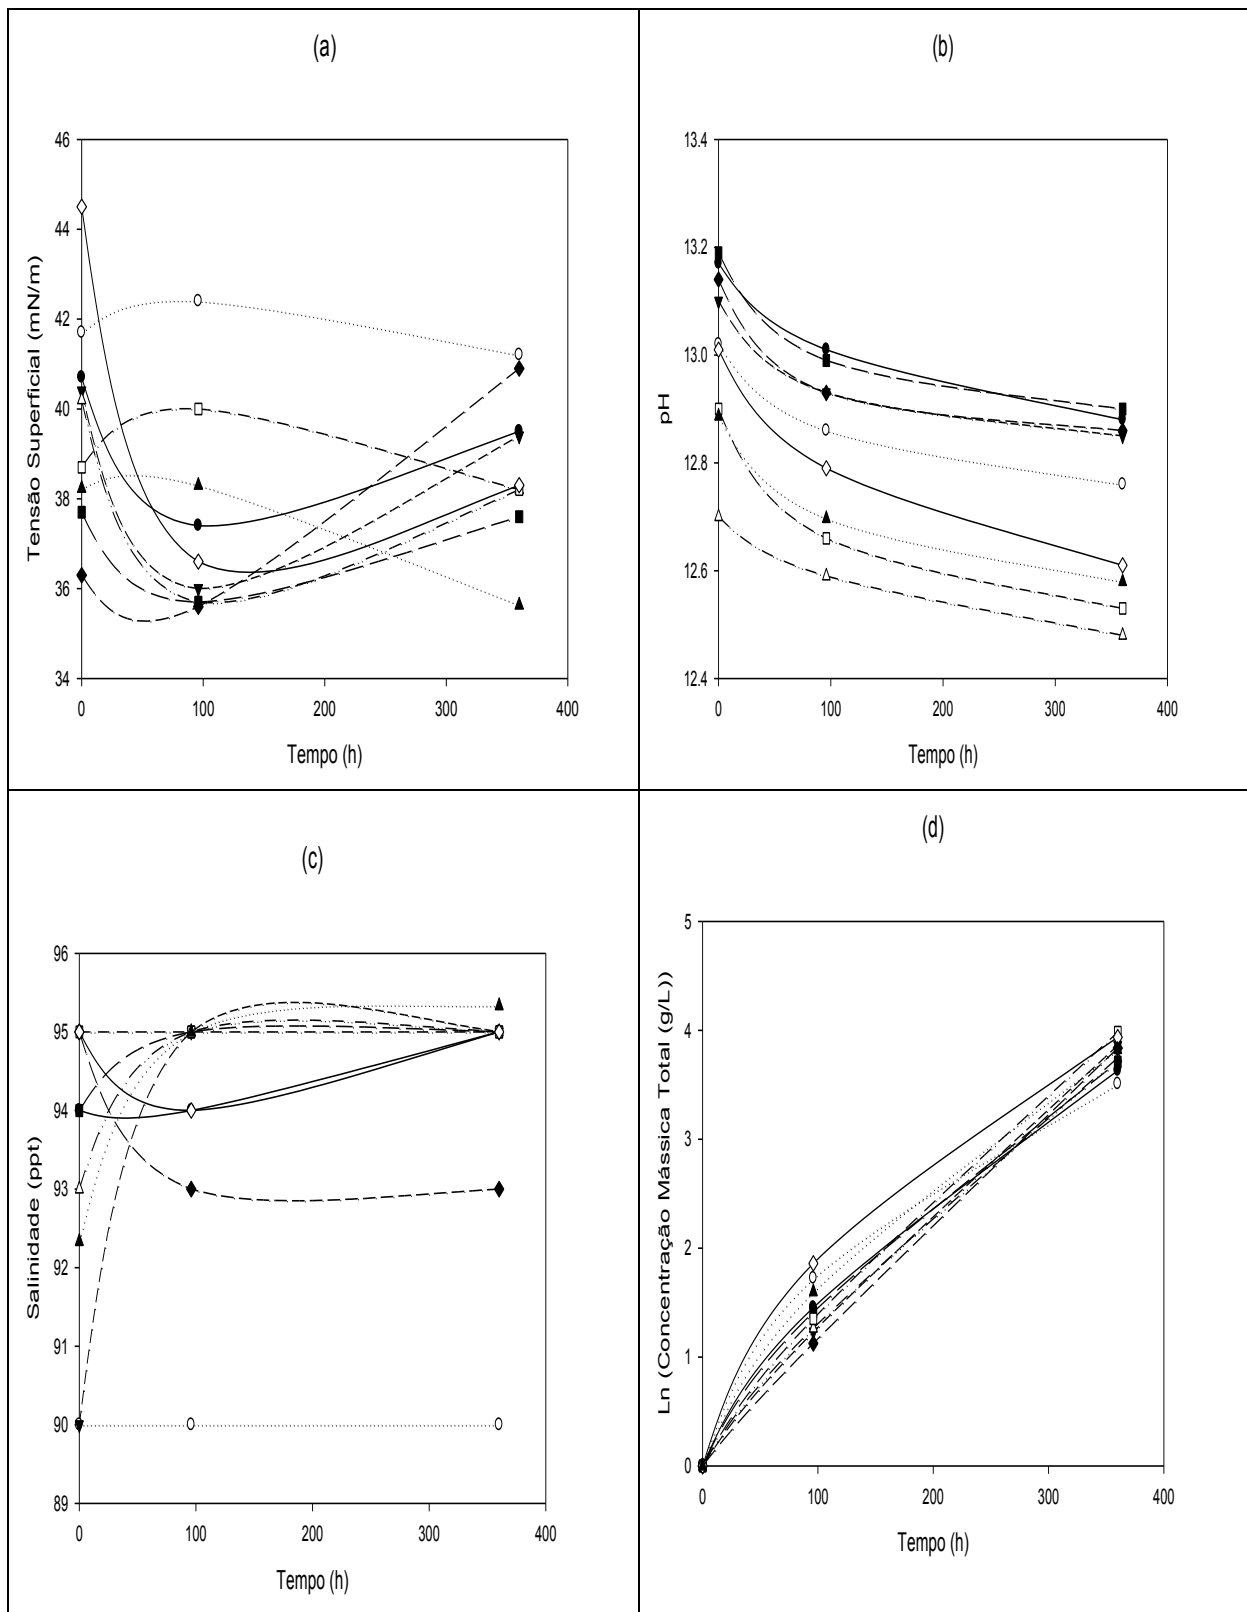 (a)
Tensão Superficial (mN/m)
46
44
42
40
38
36
34
0 100 200 300 400
Tempo (h)
(b)
pH
13.4
13.2
13.0
12.8
12.6
12.4
0 100 200 300 400
Tempo (h)
(c)
Salinidade (ppt)
96
95
94
93
92
91
90
89
0 100 200 300 400
Tempo (h)
(d)
Ln (Concentração Mássica Total (g/L))
5
4
3
2
1
0
0 100 200 300 400
Tempo (h)